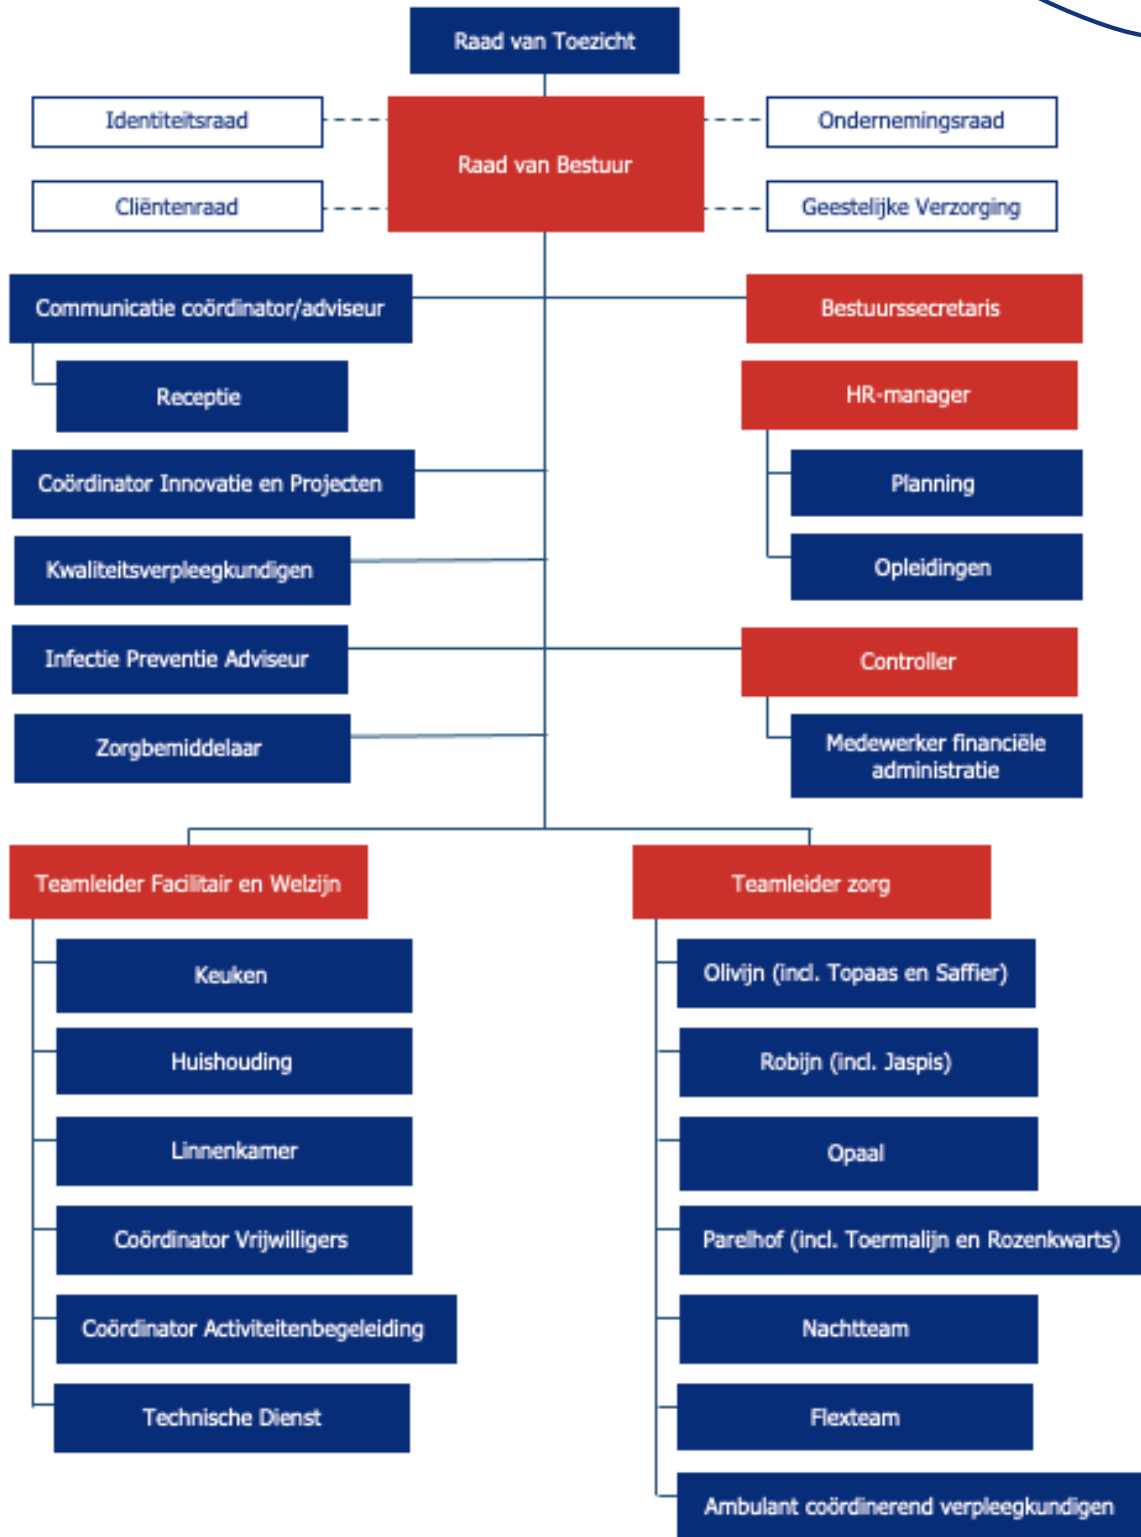 Raad van Toezicht
Identiteitsraad
Ondernemingsraad
Raad van Bestuur
Cliëntenraad
Geestelijke Verzorging
Communicatie coördinator/adviseur
Bestuurssecretaris
Receptie
HR-manager
Coördinator Innovatie en Projecten
Planning
Kwaliteitsverpleegkundigen
Opleidingen
Infectie Preventie Adviseur
Controller
Zorgbemiddelaar
Medewerker financiële
administratie
Teamleider Facilitair en Welzijn
Keuken
Huishouding
Linnenkamer
Coördinator Vrijwilligers
Coördinator Activiteitenbegeleiding
Technische Dienst
Teamleider zorg
Olivijn (incl. Topaas en Saffier)
Robijn (incl. Jaspis)
Opaal
Parelhof (incl. Toermalijn en Rozenkwarts)
Nachtteam
Flexteam
Ambulant coördinerend verpleegkundigen